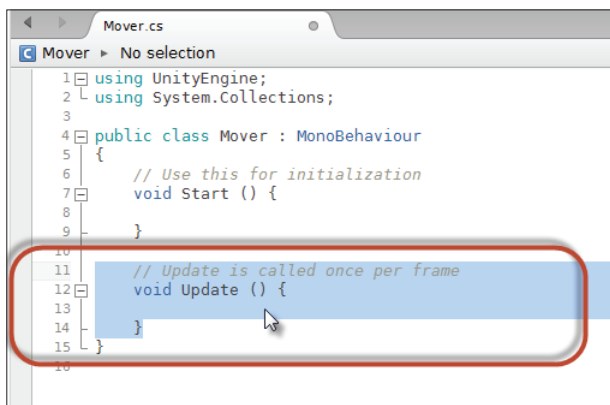 Mover.cs
Mover ▸ No selection
1 using UnityEngine;
2 using System.Collections;
3
4 public class Mover : MonoBehaviour
5 {
6 // Use this for initialization
7 void Start () {
8
9 }
10
11 // Update is called once per frame
12 void Update () {
13
14 }
15 }
16